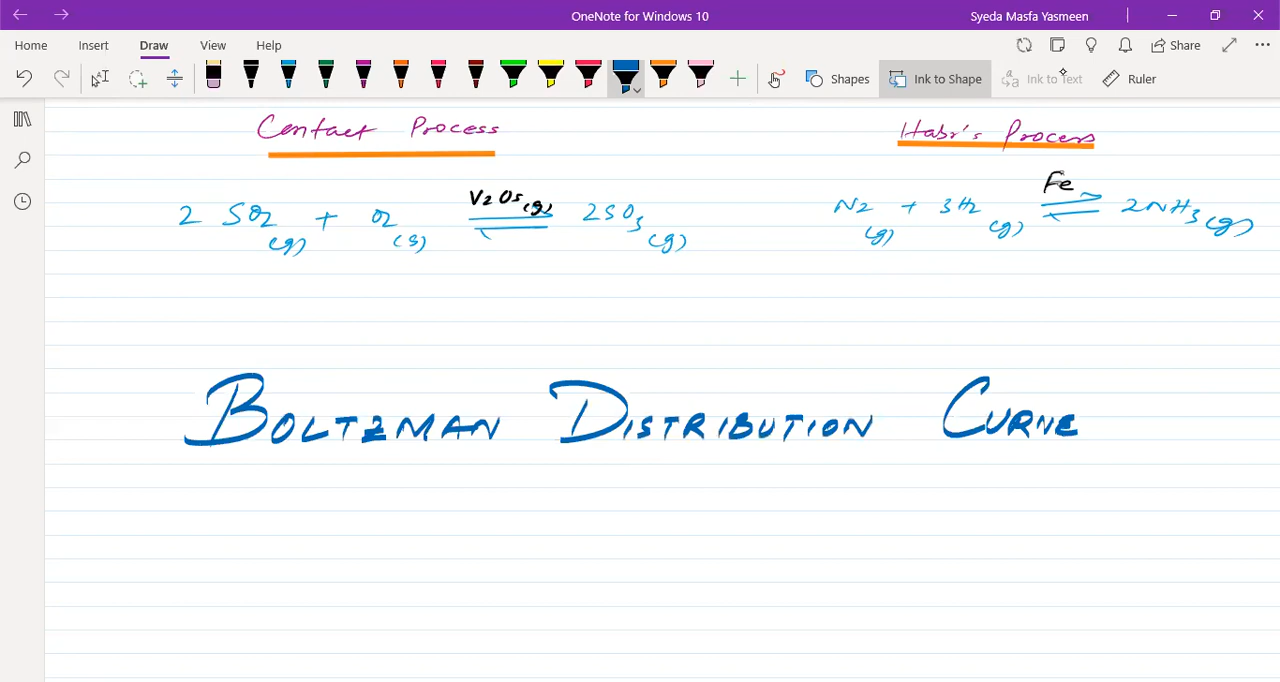 OneNote for Windows 10
Syeda Masfa Yasmeen
Home Insert Draw View Help
Share
Shapes Ink to Shape Ink to Text Ruler
Contact Process
Habr's Process
2 SO2 (g) + O2 (s) V2O5 (g) ⇌ 2SO3 (g)
N2 (g) + 3H2 (g) Fe ⇌ 2NH3 (g)
BOLTZMAN DISTRIBUTION CURVE